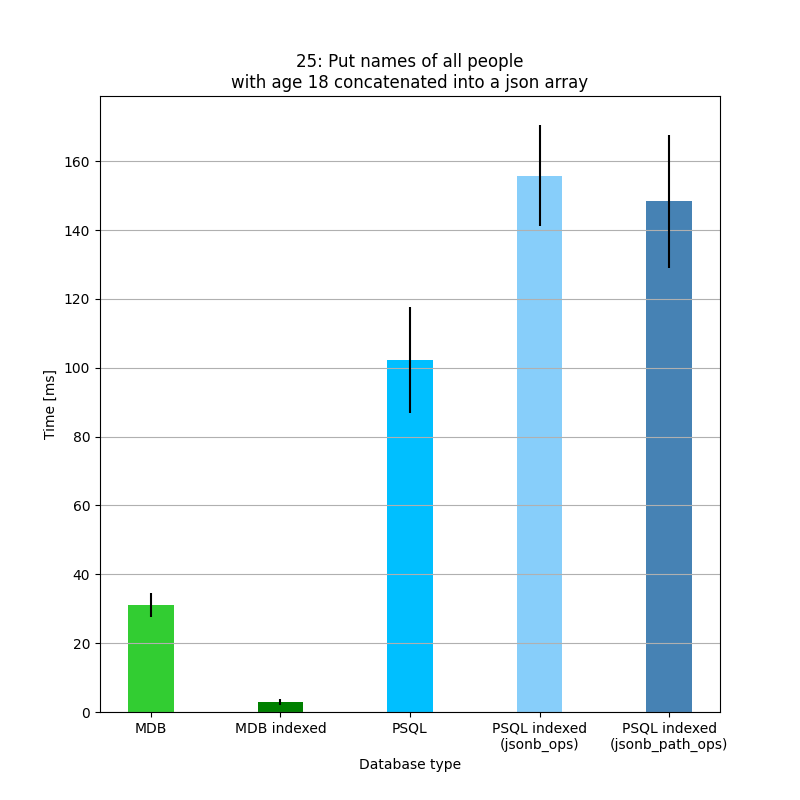 25: Put names of all people
with age 18 concatenated into a json array
Time [ms]
160
140
120
100
80
60
40
20
0
MDB
MDB indexed
PSQL
PSQL indexed
(jsonb_ops)
PSQL indexed
(jsonb_path_ops)
Database type